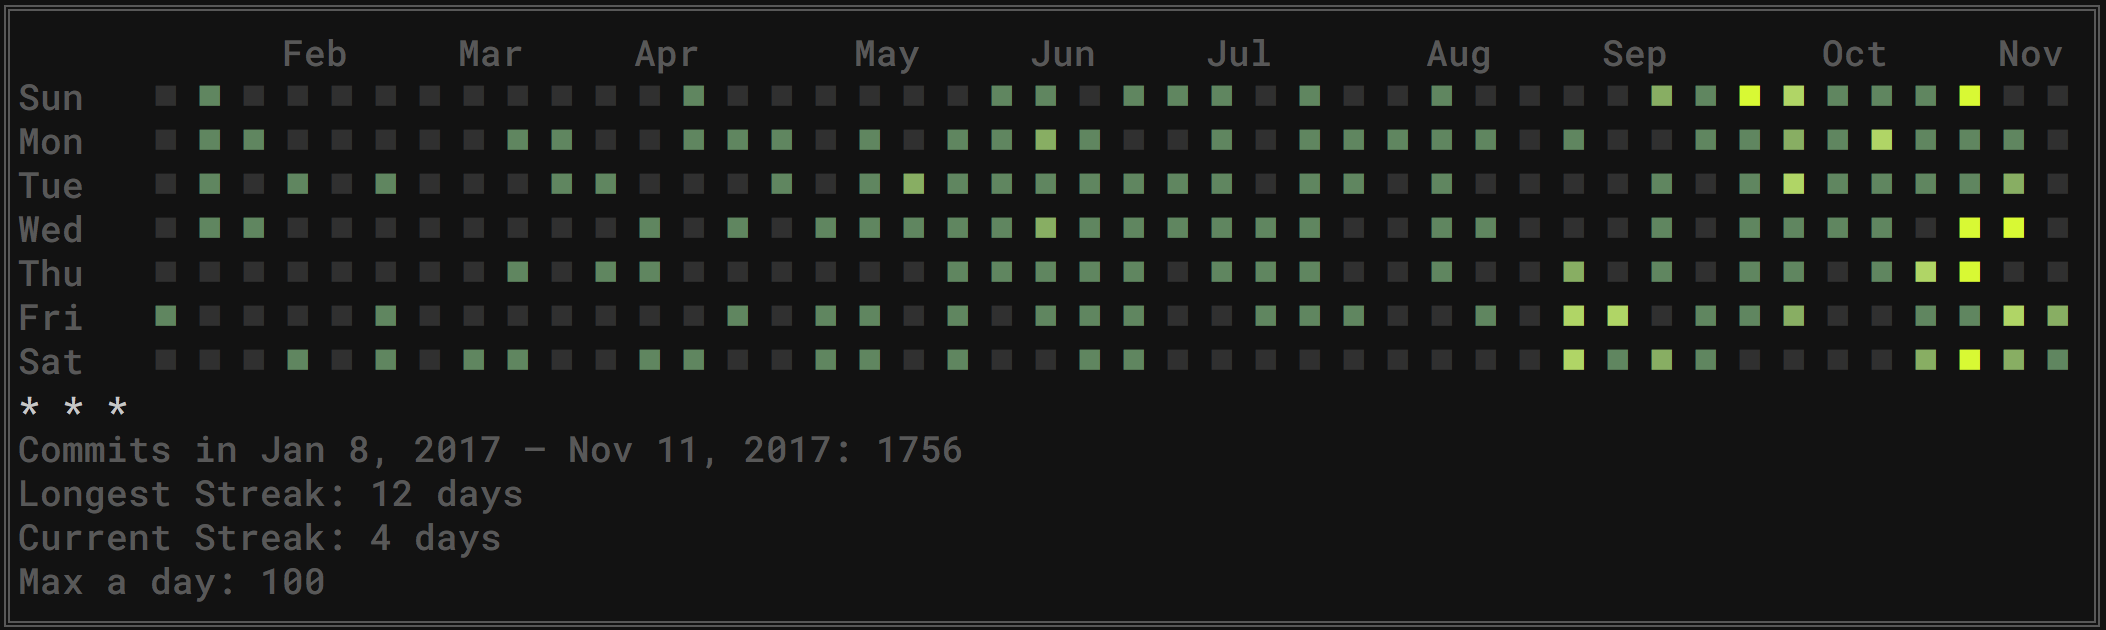 Feb Mar Apr May Jun Jul Aug Sep Oct Nov
Sun
Mon
Tue
Wed
Thu
Fri
Sat
* * *
Commits in Jan 8, 2017 – Nov 11, 2017: 1756
Longest Streak: 12 days
Current Streak: 4 days
Max a day: 100